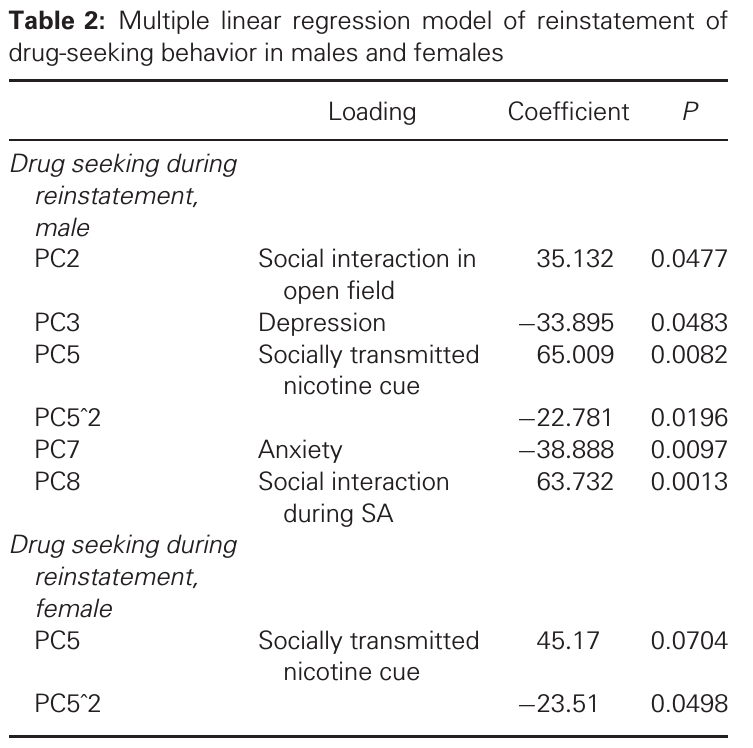 Table 2: Multiple linear regression model of reinstatement of
drug-seeking behavior in males and females
Loading Coefficient P
Drug seeking during
reinstatement,
male
PC2 Social interaction in 35.132 0.0477
open field
PC3 Depression −33.895 0.0483
PC5 Socially transmitted 65.009 0.0082
nicotine cue
PC5ˆ2 −22.781 0.0196
PC7 Anxiety −38.888 0.0097
PC8 Social interaction 63.732 0.0013
during SA
Drug seeking during
reinstatement,
female
PC5 Socially transmitted 45.17 0.0704
nicotine cue
PC5ˆ2 −23.51 0.0498